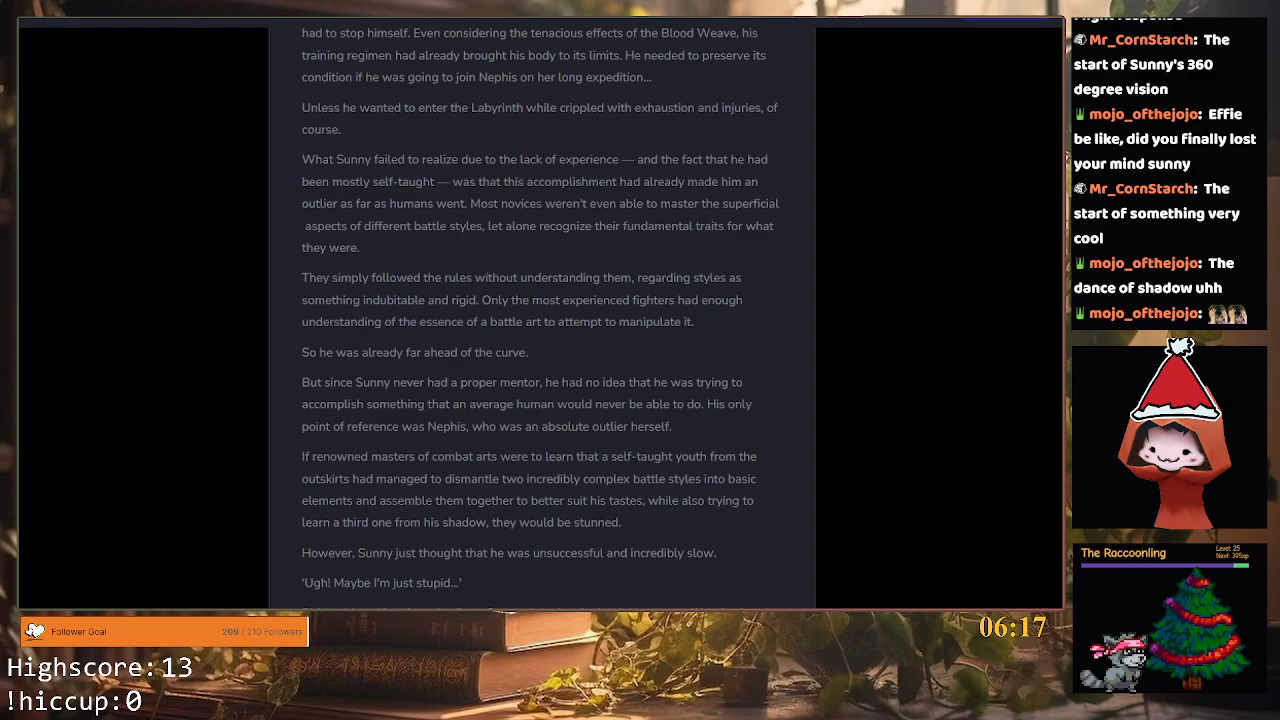 had to stop himself. Even considering the tenacious effects of the Blood Weave, his
training regimen had already brought his body to its limits. He needed to preserve its
condition if he was going to join Nephis on her long expedition...
Unless he wanted to enter the Labyrinth while crippled with exhaustion and injuries, of
course.
What Sunny failed to realize due to the lack of experience — and the fact that he had
been mostly self-taught — was that this accomplishment had already made him an
outlier as far as humans went. Most novices weren't even able to master the superficial
aspects of different battle styles, let alone recognize their fundamental traits for what
they were.
They simply followed the rules without understanding them, regarding styles as
something indubitable and rigid. Only the most experienced fighters had enough
understanding of the essence of a battle art to attempt to manipulate it.
So he was already far ahead of the curve.
But since Sunny never had a proper mentor, he had no idea that he was trying to
accomplish something that an average human would never be able to do. His only
point of reference was Nephis, who was an absolute outlier herself.
If renowned masters of combat arts were to learn that a self-taught youth from the
outskirts had managed to dismantle two incredibly complex battle styles into basic
elements and assemble them together to better suit his tastes, while also trying to
learn a third one from his shadow, they would be stunned.
However, Sunny just thought that he was unsuccessful and incredibly slow.
'Ugh! Maybe I'm just stupid...'
Mr_CornStarch: The
start of Sunny's 360
degree vision
mojo_ofthejojo: Effie
be like, did you finally lost
your mind sunny
Mr_CornStarch: The
start of something very
cool
mojo_ofthejojo: The
dance of shadow uhh
mojo_ofthejojo:
The Raccoonling
Level: 25
Next: 395xp
Follower Goal
209 / 210 Followers
06:17
Highscore:13
!hiccup:0